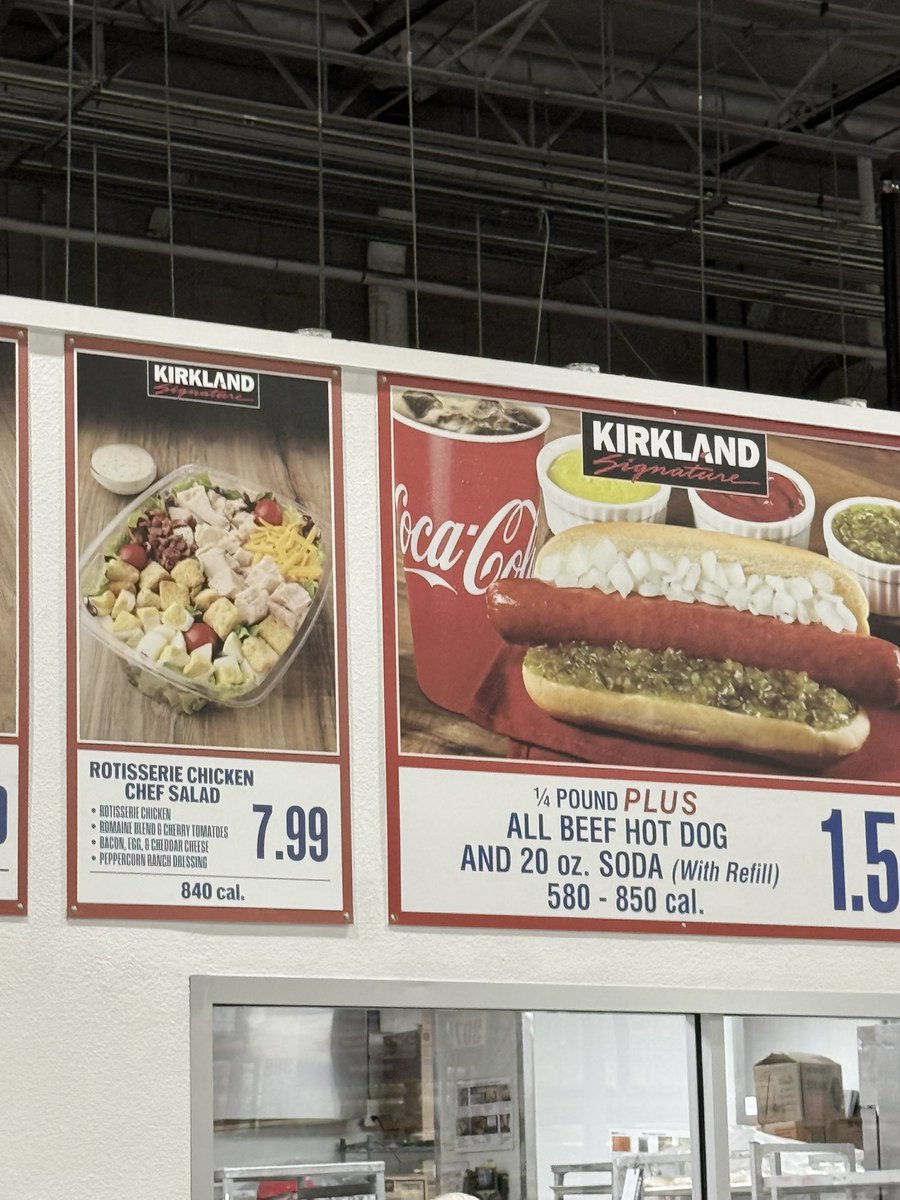 KIRKLAND
Signature
ROTISSERIE CHICKEN
CHEF SALAD
• ROTISSERIE CHICKEN
• ROMAINE BLEND & CHERRY TOMATOES
• BACON, EGG, & CHEDDAR CHEESE
• PEPPERCORN RANCH DRESSING
7.99
840 cal.
KIRKLAND
Signature
Coca-Col
¼ POUND PLUS
ALL BEEF HOT DOG
AND 20 oz. SODA (With Refill)
580 - 850 cal.
1.5